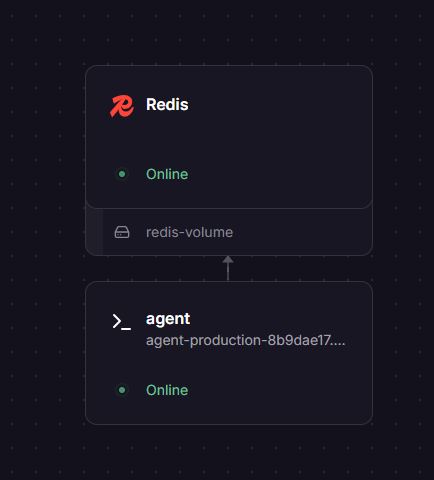 Redis
Online
redis-volume
agent
agent-production-8b9dae17....
Online